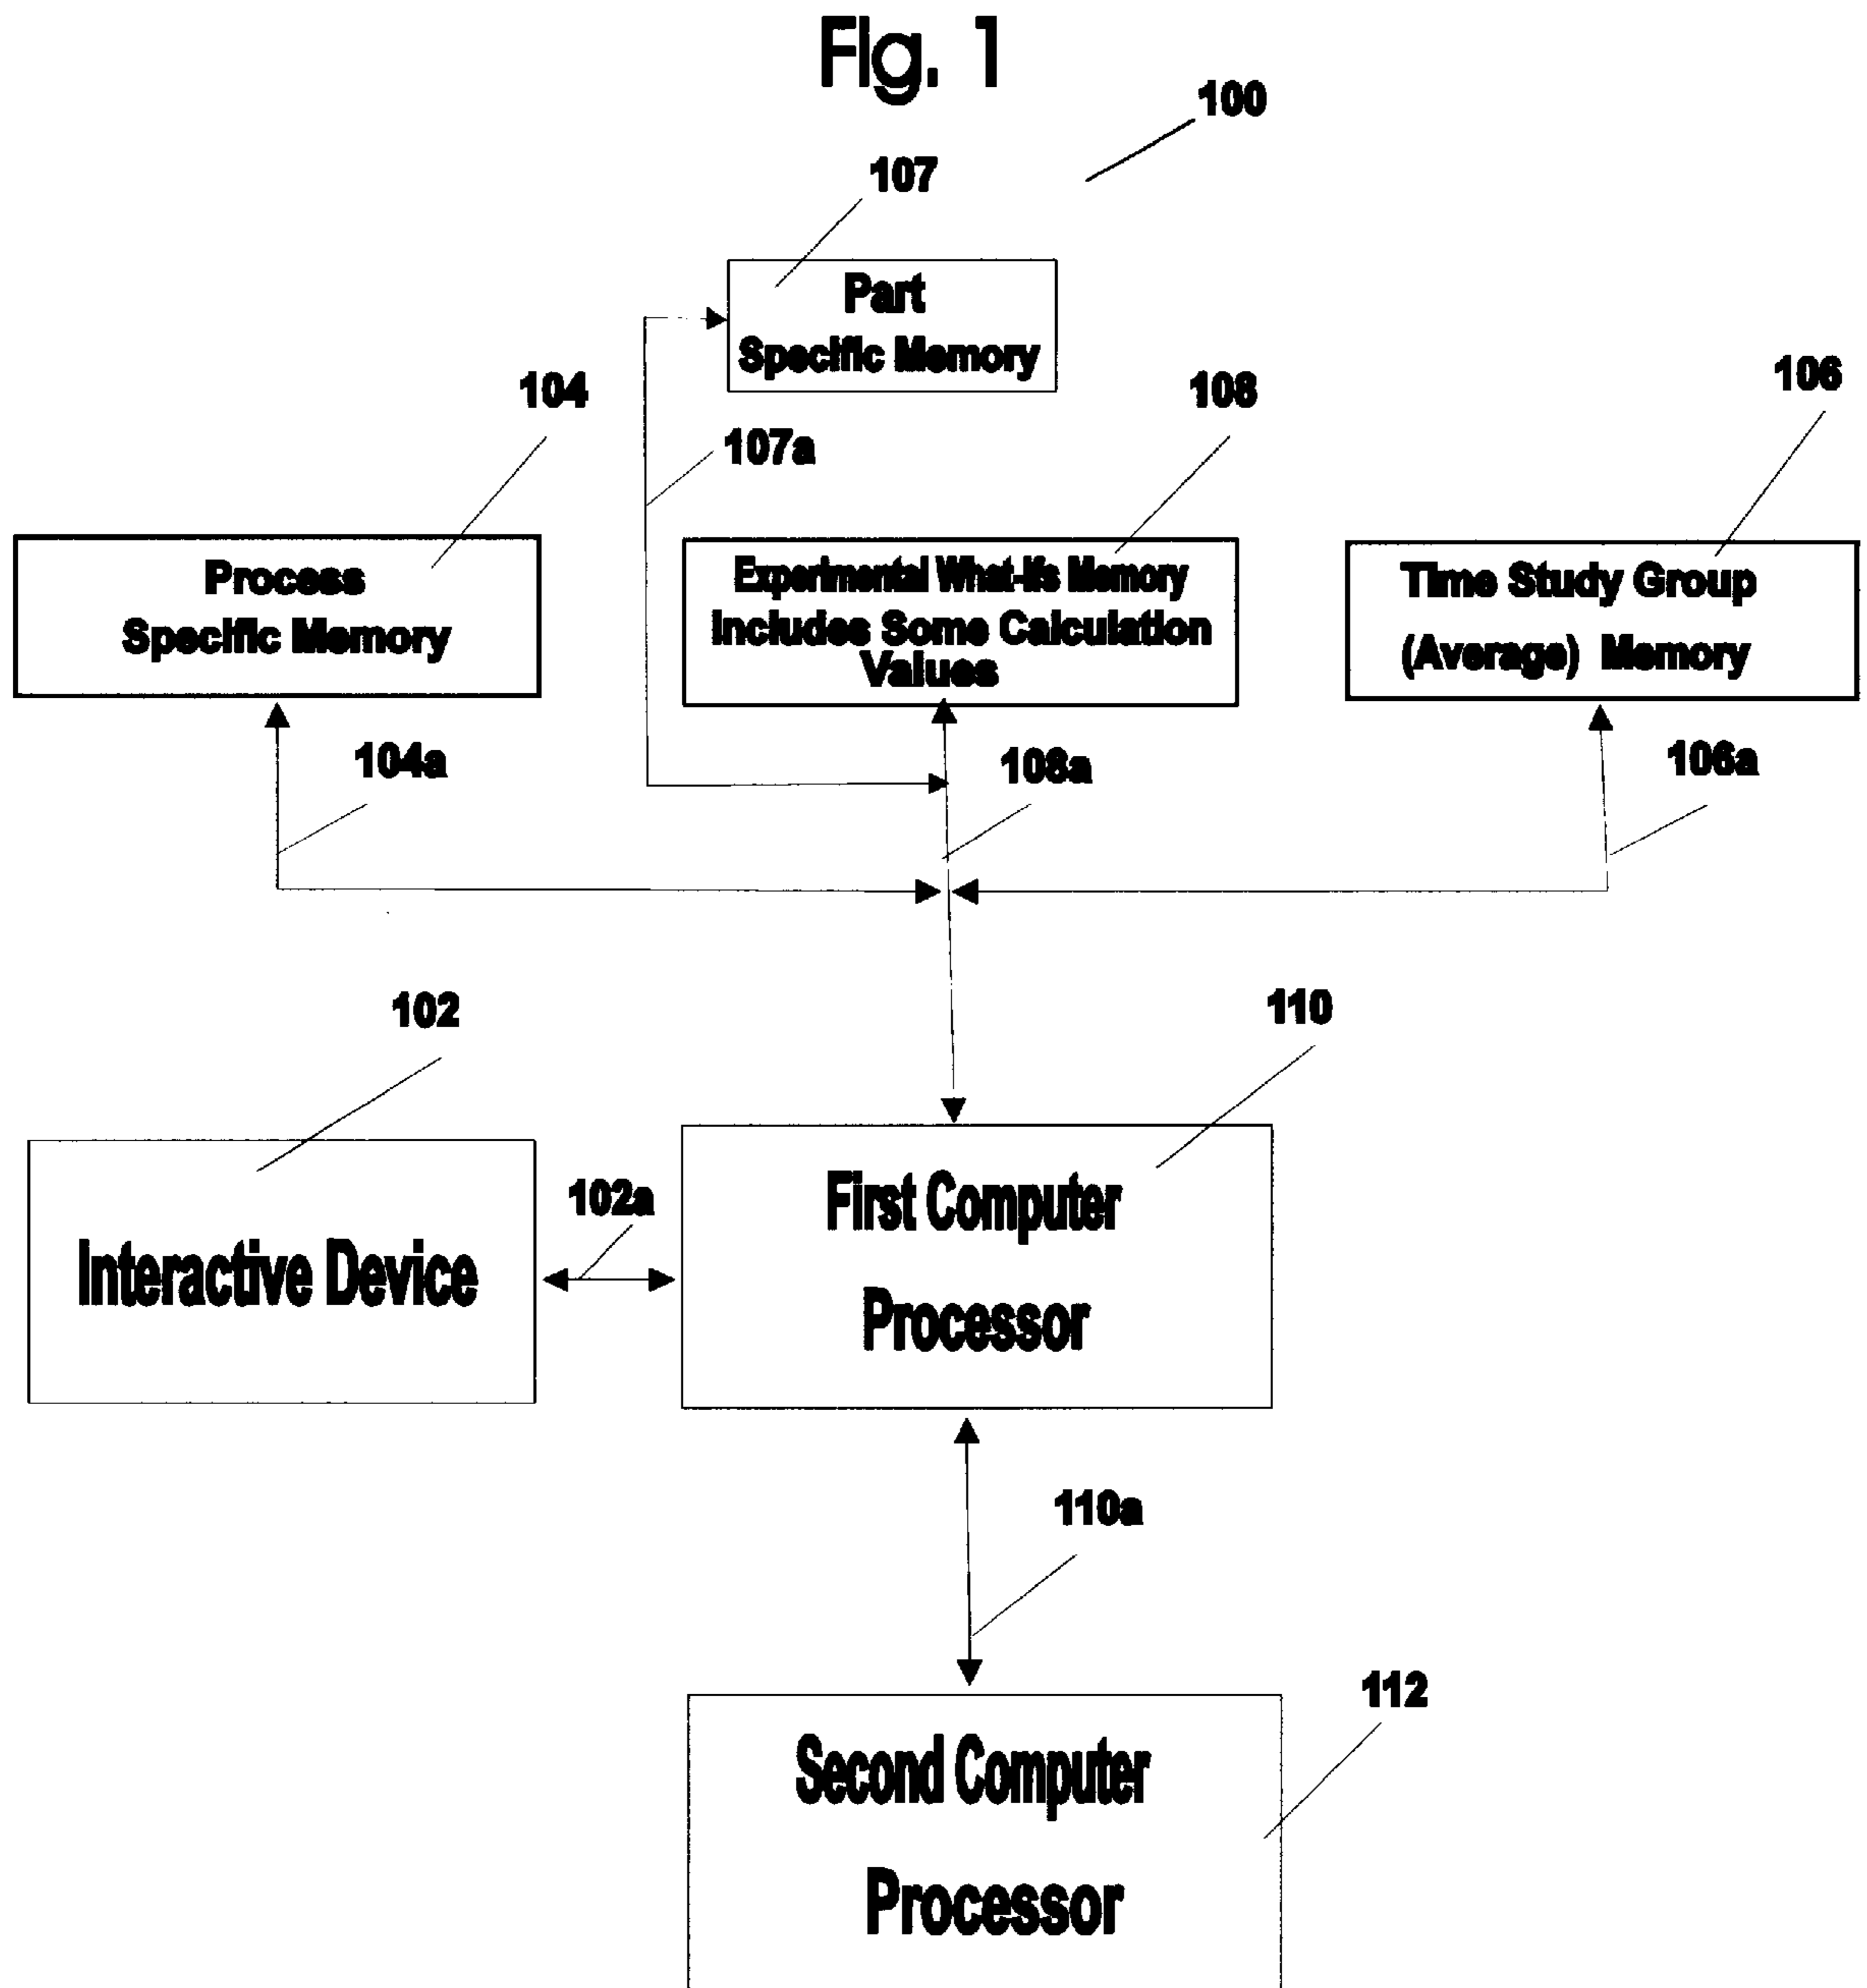 Fig. 1
100
107
Part
Specific Memory
104
108
106
107a
Process
Specific Memory
Experimental What-Ifs Memory
Includes Some Calculation
Values
Time Study Group
(Average) Memory
104a
108a
106a
102
110
Interactive Device
102a
First Computer
Processor
110a
112
Second Computer
Processor